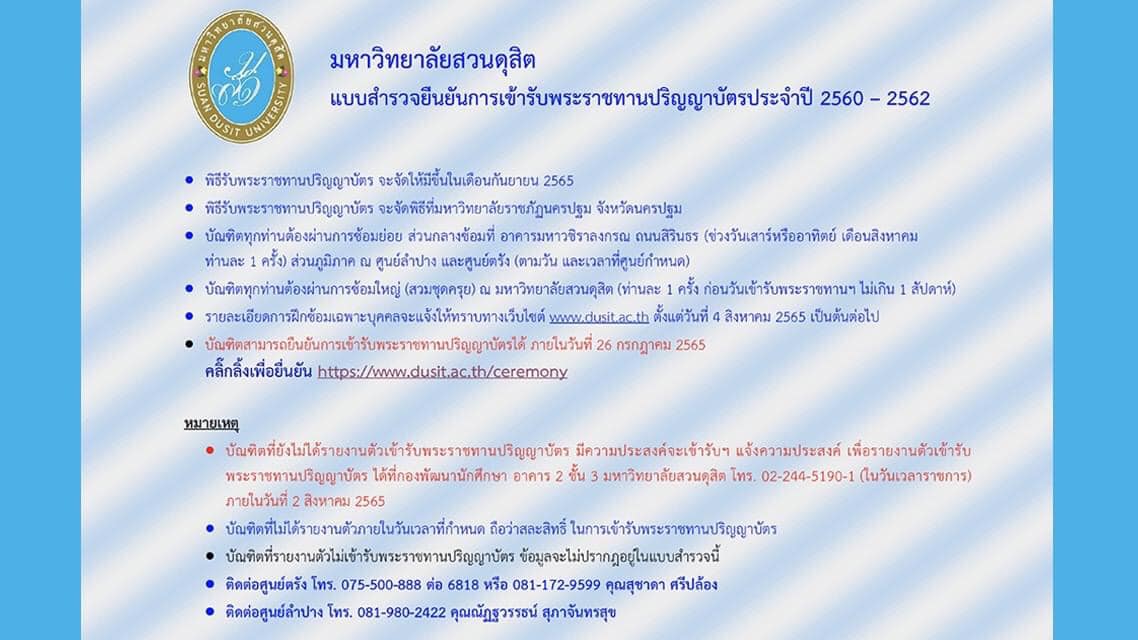 มหาวิทยาลัยสวนดุสิต
SUAN DUSIT UNIVERSITY
มหาวิทยาลัยสวนดุสิต
แบบสำรวจยืนยันการเข้ารับพระราชทานปริญญาบัตรประจำปี 2560 – 2562
● พิธีรับพระราชทานปริญญาบัตร จะจัดให้มีขึ้นในเดือนกันยายน 2565
● พิธีรับพระราชทานปริญญาบัตร จะจัดพิธีที่มหาวิทยาลัยราชภัฏนครปฐม จังหวัดนครปฐม
● บัณฑิตทุกท่านต้องผ่านการซ้อมย่อย ส่วนกลางซ้อมที่ อาคารมหาวชิราลงกรณ ถนนสิรินธร (ช่วงวันเสาร์หรืออาทิตย์ เดือนสิงหาคม
ท่านละ 1 ครั้ง) ส่วนภูมิภาค ณ ศูนย์ลำปาง และศูนย์ตรัง (ตามวัน และเวลาที่ศูนย์กำหนด)
● บัณฑิตทุกท่านต้องผ่านการซ้อมใหญ่ (สวมชุดครุย) ณ มหาวิทยาลัยสวนดุสิต (ท่านละ 1 ครั้ง ก่อนวันเข้ารับพระราชทานฯ ไม่เกิน 1 สัปดาห์)
● รายละเอียดการฝึกซ้อมเฉพาะบุคคลจะแจ้งให้ทราบทางเว็บไซต์ www.dusit.ac.th ตั้งแต่วันที่ 4 สิงหาคม 2565 เป็นต้นต่อไป
● บัณฑิตสามารถยืนยันการเข้ารับพระราชทานปริญญาบัตรได้ ภายในวันที่ 26 กรกฎาคม 2565
คลิ๊กลิ้งเพื่อยื่นยัน https://www.dusit.ac.th/ceremony
หมายเหตุ
● บัณฑิตที่ยังไม่ได้รายงานตัวเข้ารับพระราชทานปริญญาบัตร มีความประสงค์จะเข้ารับฯ แจ้งความประสงค์ เพื่อรายงานตัวเข้ารับ
พระราชทานปริญญาบัตร ได้ที่กองพัฒนานักศึกษา อาคาร 2 ชั้น 3 มหาวิทยาลัยสวนดุสิต โทร. 02-244-5190-1 (ในวันเวลาราชการ)
ภายในวันที่ 2 สิงหาคม 2565
● บัณฑิตที่ไม่ได้รายงานตัวภายในวันเวลาที่กำหนด ถือว่าสละสิทธิ์ ในการเข้ารับพระราชทานปริญญาบัตร
● บัณฑิตที่รายงานตัวไม่เข้ารับพระราชทานปริญญาบัตร ข้อมูลจะไม่ปรากฎอยู่ในแบบสำรวจนี้
● ติดต่อศูนย์ตรัง โทร. 075-500-888 ต่อ 6818 หรือ 081-172-9599 คุณสุชาดา ศรีปล้อง
● ติดต่อศูนย์ลำปาง โทร. 081-980-2422 คุณณัฏฐวรรธน์ สุภาจันทรสุข